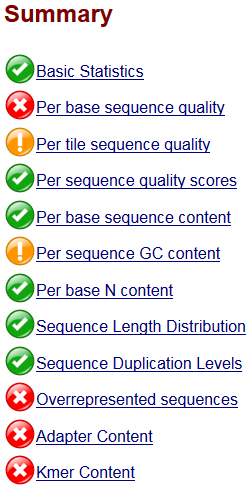 Summary
Basic Statistics
Per base sequence quality
Per tile sequence quality
Per sequence quality scores
Per base sequence content
Per sequence GC content
Per base N content
Sequence Length Distribution
Sequence Duplication Levels
Overrepresented sequences
Adapter Content
Kmer Content